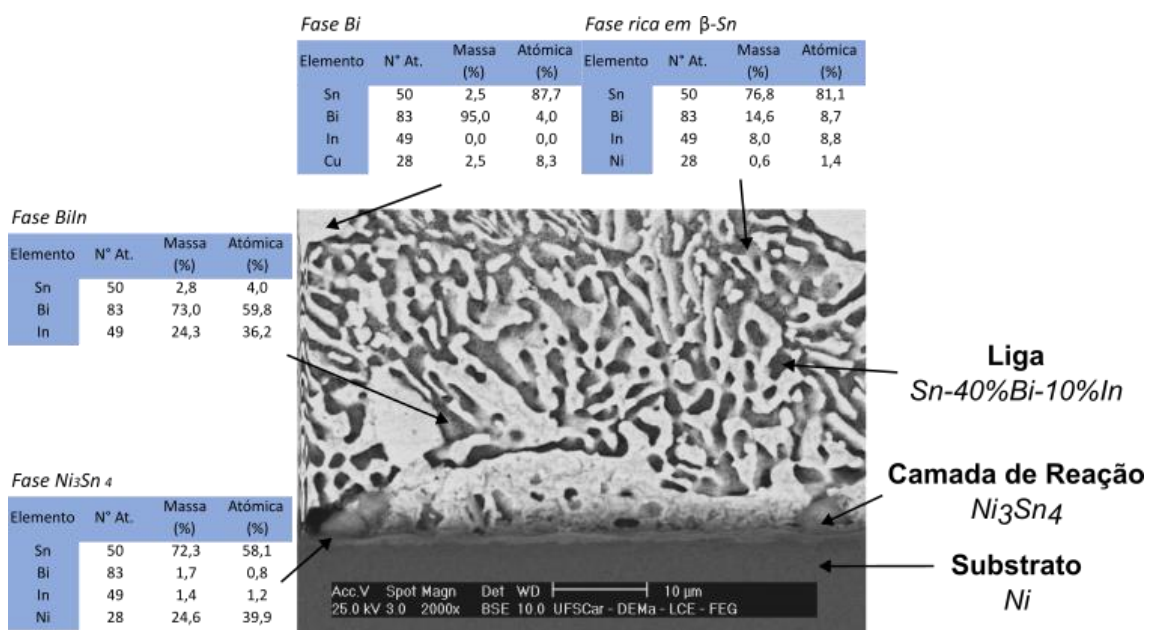 Fase Bi
Elemento N° At. Massa (%) Atómica (%)
Sn 50 2,5 87,7
Bi 83 95,0 4,0
In 49 0,0 0,0
Cu 28 2,5 8,3
Fase rica em β-Sn
Elemento N° At. Massa (%) Atómica (%)
Sn 50 76,8 81,1
Bi 83 14,6 8,7
In 49 8,0 8,8
Ni 28 0,6 1,4
Fase BiIn
Elemento N° At. Massa (%) Atómica (%)
Sn 50 2,8 4,0
Bi 83 73,0 59,8
In 49 24,3 36,2
Liga
Sn-40%Bi-10%In
Fase Ni3Sn 4
Elemento N° At. Massa (%) Atómica (%)
Sn 50 72,3 58,1
Bi 83 1,7 0,8
In 49 1,4 1,2
Ni 28 24,6 39,9
Camada de Reação
Ni3Sn4
Substrato
Ni
Acc.V Spot Magn Det WD 10 µm
25.0 kV 3.0 2000x BSE 10.0 UFSCar - DEMa - LCE - FEG